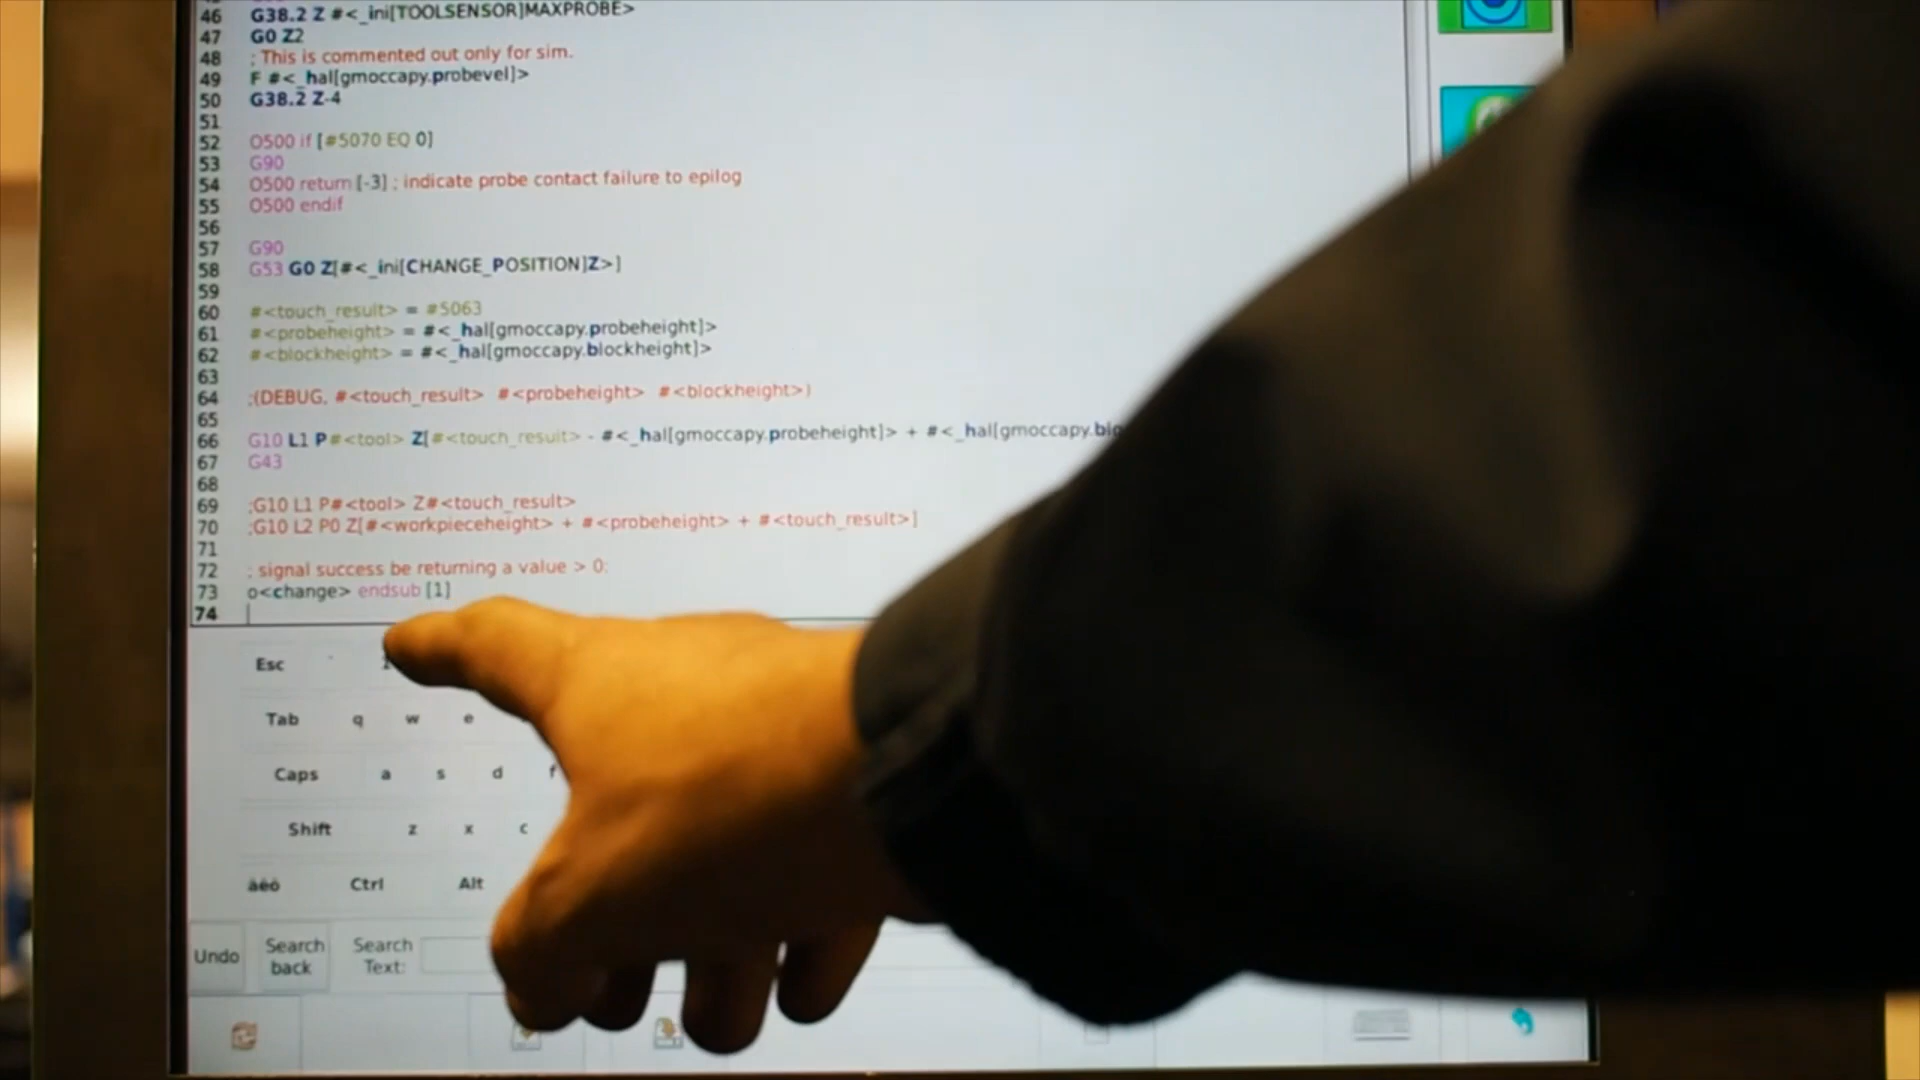 46 G38.2 Z #<_ini[TOOLSENSOR]MAXPROBE>
47 G0 Z2
48 ; This is commented out only for sim.
49 F #<_hal[gmoccapy.probevel]>
50 G38.2 Z-4
51
52 O500 if [#5070 EQ 0]
53 G90
54 O500 return [-3] ; indicate probe contact failure to epilog
55 O500 endif
56
57 G90
58 G53 G0 Z[#<_ini[CHANGE_POSITION]Z>]
59
60 #<touch_result> = #5063
61 #<probeheight> = #<_hal[gmoccapy.probeheight]>
62 #<blockheight> = #<_hal[gmoccapy.blockheight]>
63
64 ;(DEBUG, #<touch_result> #<probeheight> #<blockheight>)
65
66 G10 L1 P#<tool> Z[#<touch_result> - #<_hal[gmoccapy.probeheight]> + #<_hal[gmoccapy.blo
67 G43
68
69 ;G10 L1 P#<tool> Z#<touch_result>
70 ;G10 L2 P0 Z[#<workpieceheight> + #<probeheight> + #<touch_result>]
71
72 ; signal success be returning a value > 0;
73 o<change> endsub [1]
74
Esc
Tab q w e
Caps a s d f
Shift z x c
àéö Ctrl Alt
Undo Search back Search Text: